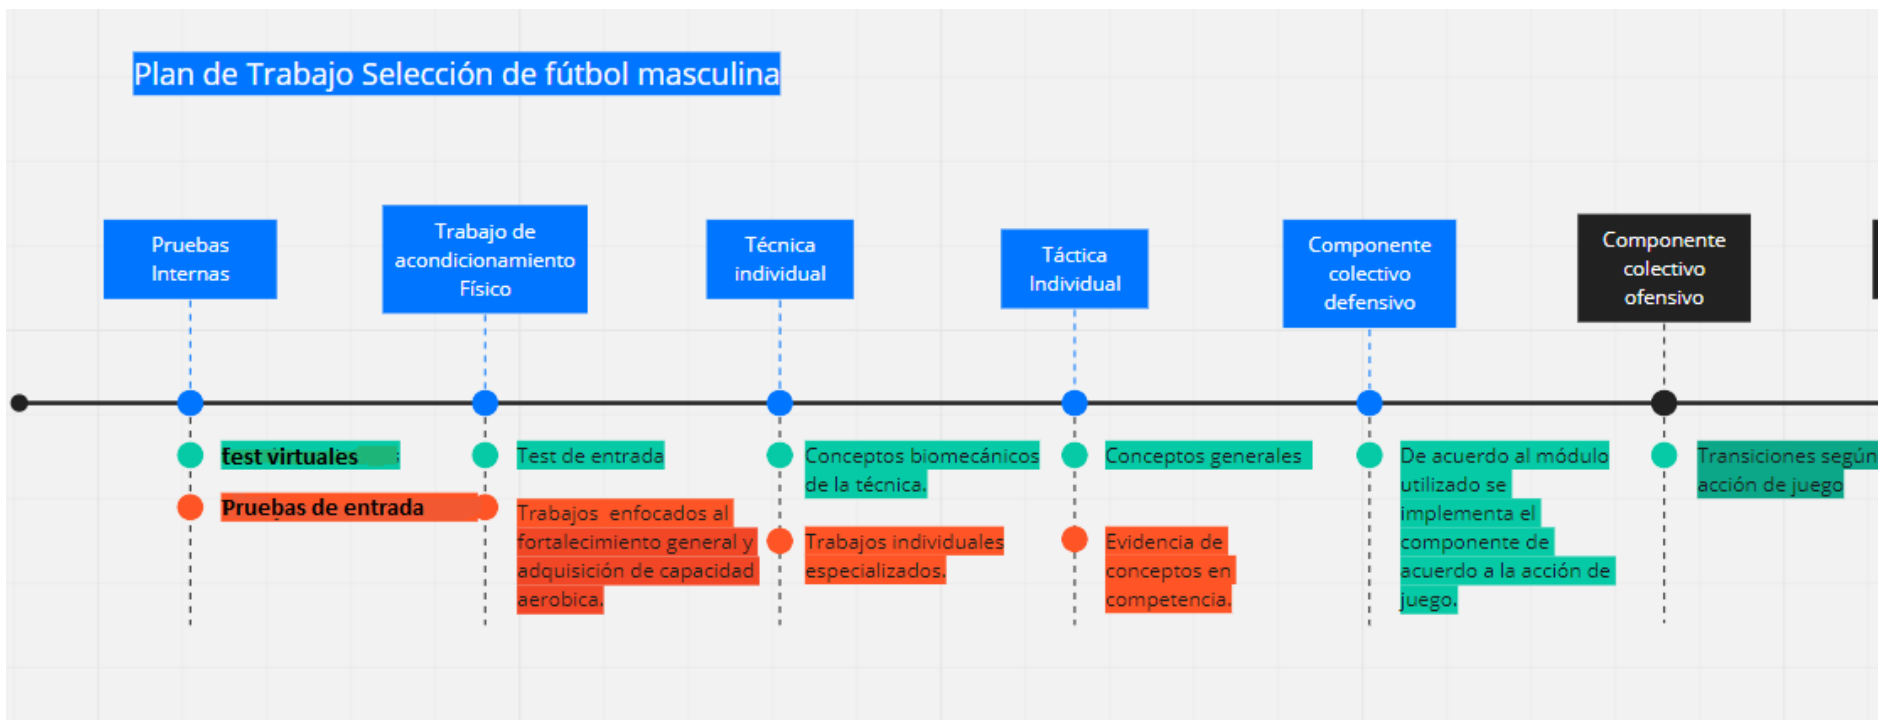 Plan de Trabajo Selección de fútbol masculina
Pruebas
Internas
Trabajo de
acondicionamiento
Físico
Técnica
individual
Táctica
Individual
Componente
colectivo
defensivo
Componente
colectivo
ofensivo
test virtuales
Pruebas de entrada
Test de entrada
Trabajos enfocados al
fortalecimiento general y
adquisición de capacidad
aerobica.
Conceptos biomecánicos
de la técnica.
Trabajos individuales
especializados.
Conceptos generales
Evidencia de
conceptos en
competencia.
De acuerdo al módulo
utilizado se
implementa el
componente de
acuerdo a la acción de
juego.
Transiciones según
acción de juego